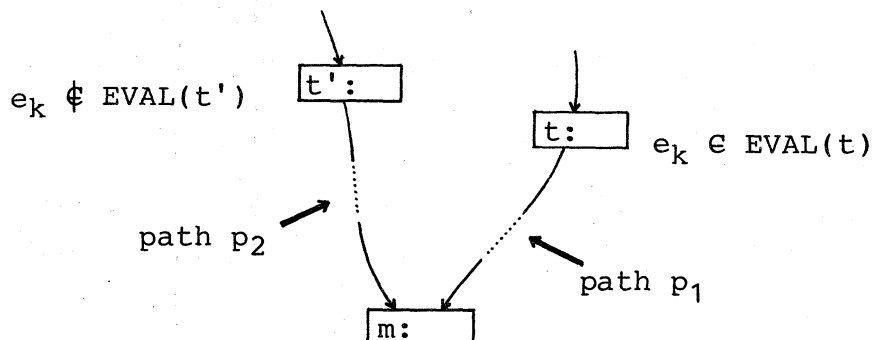 t':
e_k ∉ EVAL(t')
t:
e_k ∈ EVAL(t)
path p_2
path p_1
m: